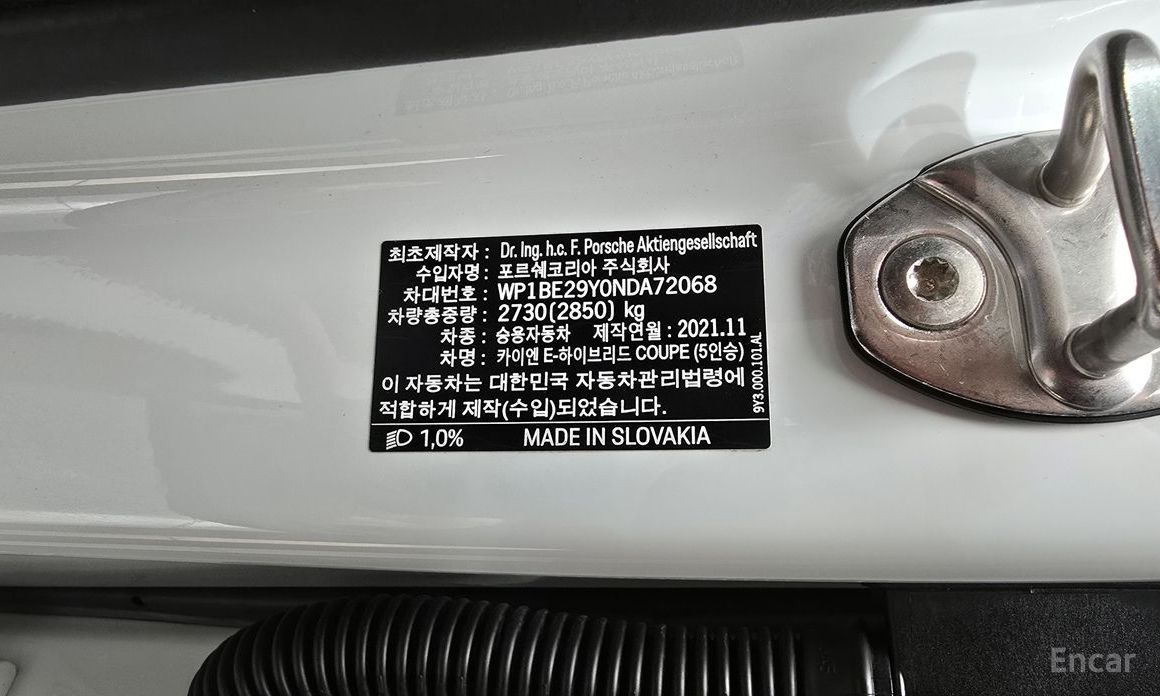 최초제작자 : Dr. Ing. h.c. F. Porsche Aktiengesellschaft
수입자명 : 포르쉐코리아 주식회사
차대번호 : WP1BE29Y0NDA72068
차량총중량 : 2730(2850) kg
차종 : 승용자동차 제작연월 : 2021.11
차명 : 카이엔 E-하이브리드 COUPE (5인승)
이 자동차는 대한민국 자동차관리법령에
적합하게 제작(수입)되었습니다.
9Y3.000.101.AL
1,0% MADE IN SLOVAKIA
Encar